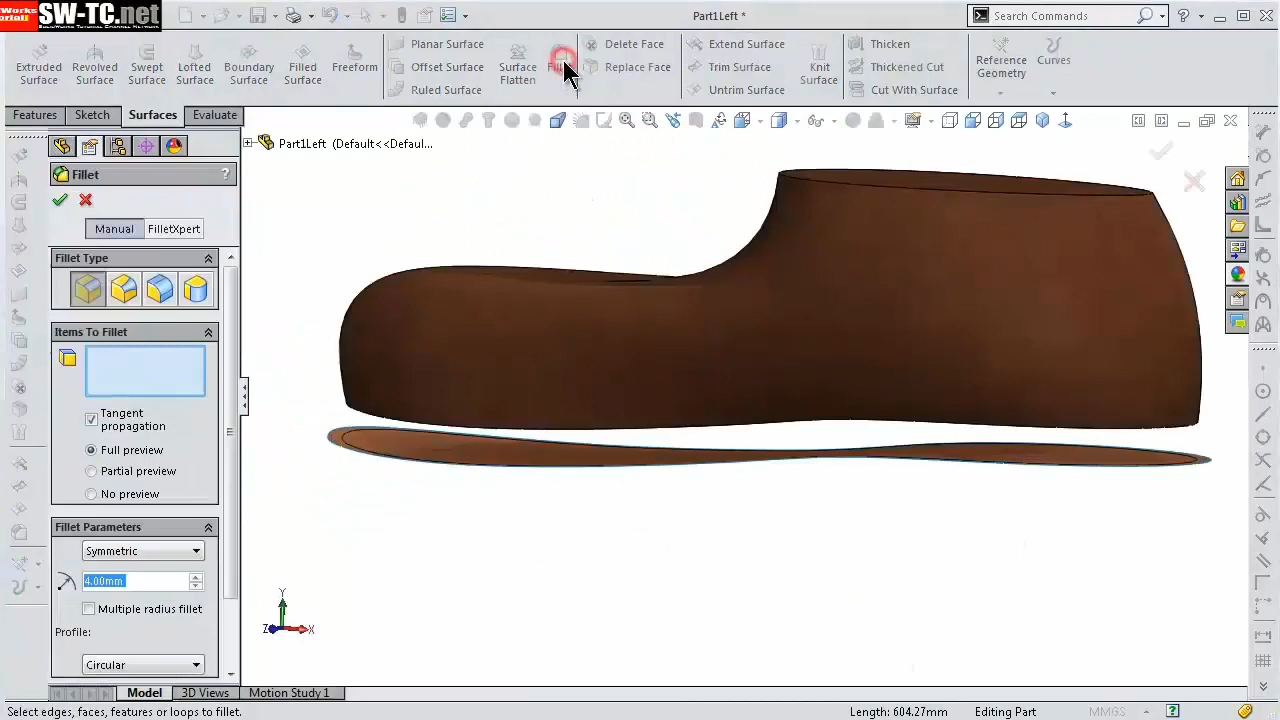 Works
SW-TC.net
Part1Left *
Search Commands
Extruded Surface
Revolved Surface
Swept Surface
Lofted Surface
Boundary Surface
Filled Surface
Freeform
Planar Surface
Offset Surface
Ruled Surface
Surface Flatten
Delete Face
Replace Face
Extend Surface
Trim Surface
Untrim Surface
Knit Surface
Thicken
Thickened Cut
Cut With Surface
Reference Geometry
Curves
Features
Sketch
Surfaces
Evaluate
Part1Left (Default<<Defaul...
Fillet
?
Manual
FilletXpert
Fillet Type
Items To Fillet
Tangent
propagation
Full preview
Partial preview
No preview
Fillet Parameters
Symmetric
4.00mm
Multiple radius fillet
Profile:
Circular
Y
Z
X
Model
3D Views
Motion Study 1
Select edges, faces, features or loops to fillet.
Length: 604.27mm
Editing Part
MMGS